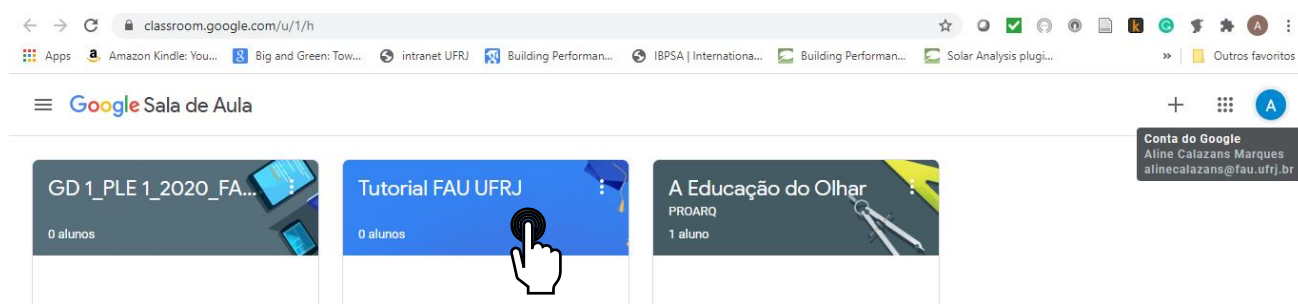 classroom.google.com/u/1/h
Apps Amazon Kindle: You... Big and Green: Tow... intranet UFRJ Building Performan... IBPSA | Internationa... Building Performan... Solar Analysis plugi... » Outros favoritos
Google Sala de Aula
A
Conta do Google
Aline Calazans Marques
alinecalazans@fau.ufrj.br
GD 1_PLE 1_2020_FA...
0 alunos
Tutorial FAU UFRJ
0 alunos
A Educação do Olhar
PROARQ
1 aluno